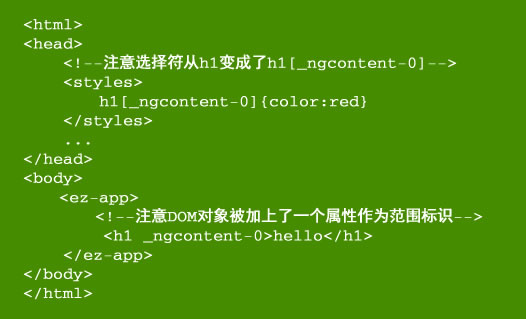 <html>
<head>
<!--注意选择符从h1变成了h1[_ngcontent-0]-->
<styles>
h1[_ngcontent-0]{color:red}
</styles>
...
</head>
<body>
<ez-app>
<!--注意DOM对象被加上了一个属性作为范围标识-->
<h1 _ngcontent-0>hello</h1>
</ez-app>
</body>
</html>